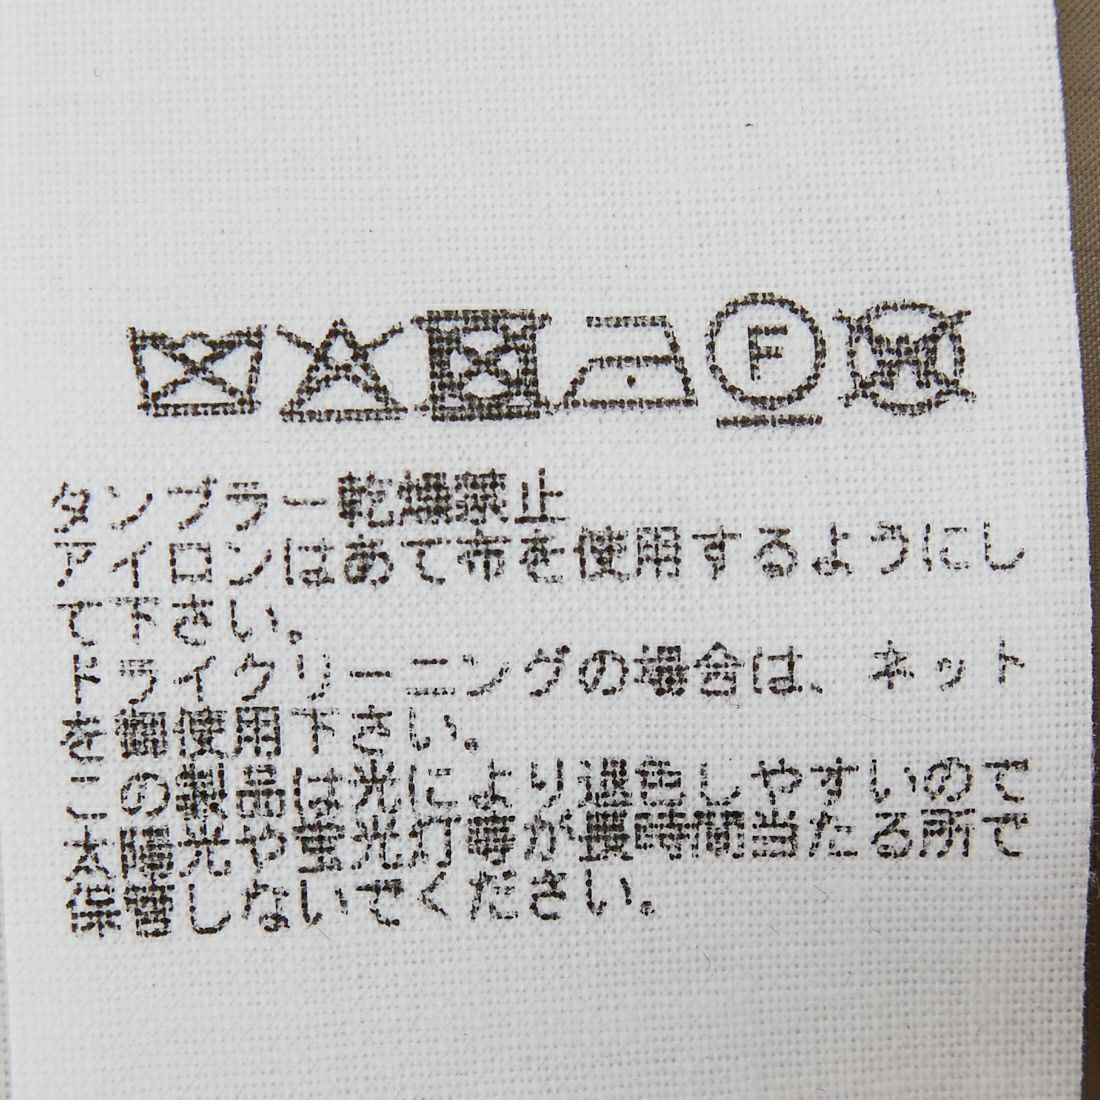 F W
タンブラー乾燥禁止
アイロンはあて布を使用するようにし
て下さい。
ドライクリーニングの場合は、ネット
を御使用下さい。
この製品は光により退色しやすいので
太陽光や蛍光灯等が長時間当たる所で
保管しないでください。